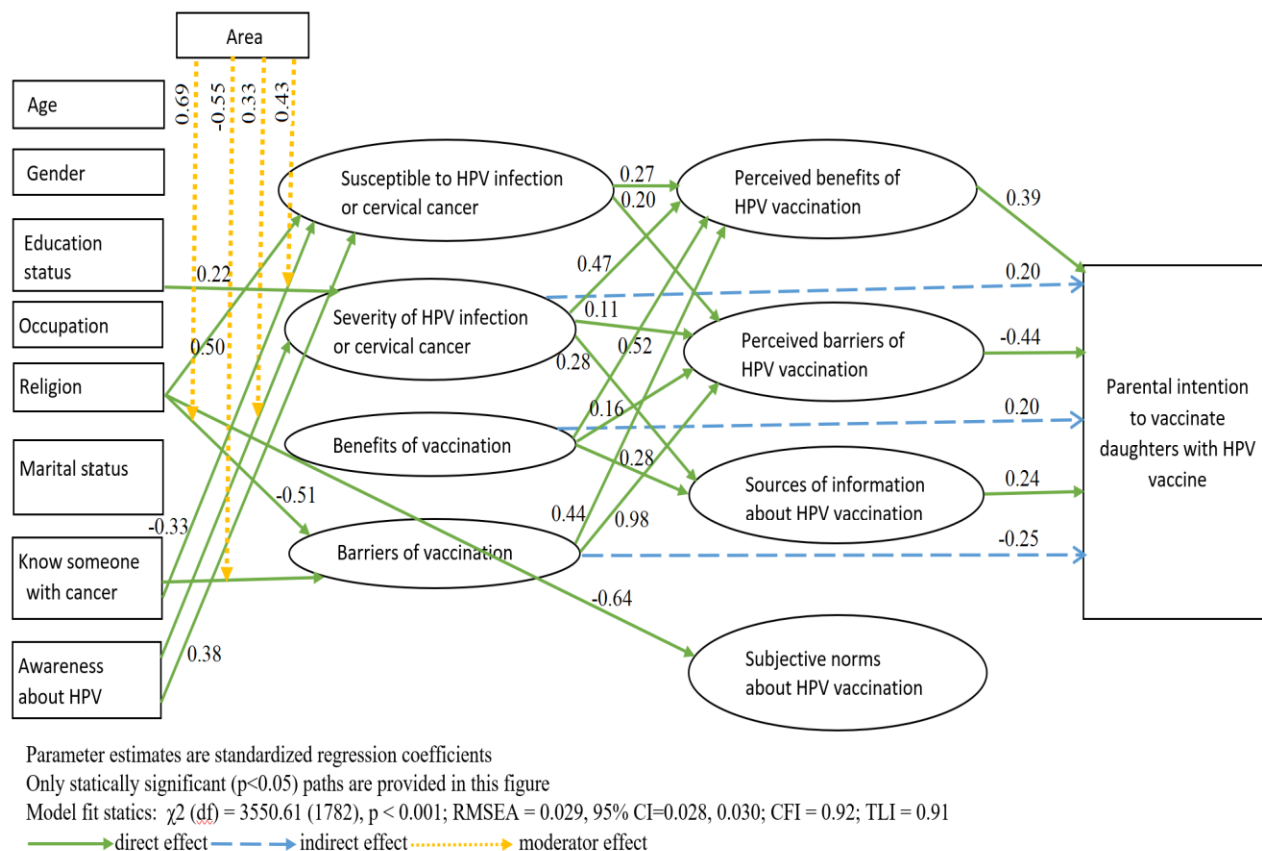 Area
0.69
-0.55
0.33
0.43
Age
Gender
Education
status
Occupation
Religion
Marital status
Know someone
with cancer
Awareness
about HPV
0.22
0.50
-0.51
-0.33
0.38
Susceptible to HPV infection
or cervical cancer
Severity of HPV infection
or cervical cancer
Benefits of vaccination
Barriers of vaccination
0.27
0.20
0.47
0.11
0.52
0.28
0.16
0.28
0.44
0.98
-0.64
Perceived benefits of
HPV vaccination
Perceived barriers of
HPV vaccination
Sources of information
about HPV vaccination
Subjective norms
about HPV vaccination
0.39
0.20
-0.44
0.20
0.24
-0.25
Parental intention
to vaccinate
daughters with HPV
vaccine
Parameter estimates are standardized regression coefficients
Only statically significant (p<0.05) paths are provided in this figure
Model fit statics: χ2 (df) = 3550.61 (1782), p < 0.001; RMSEA = 0.029, 95% CI=0.028, 0.030; CFI = 0.92; TLI = 0.91
direct effect indirect effect moderator effect